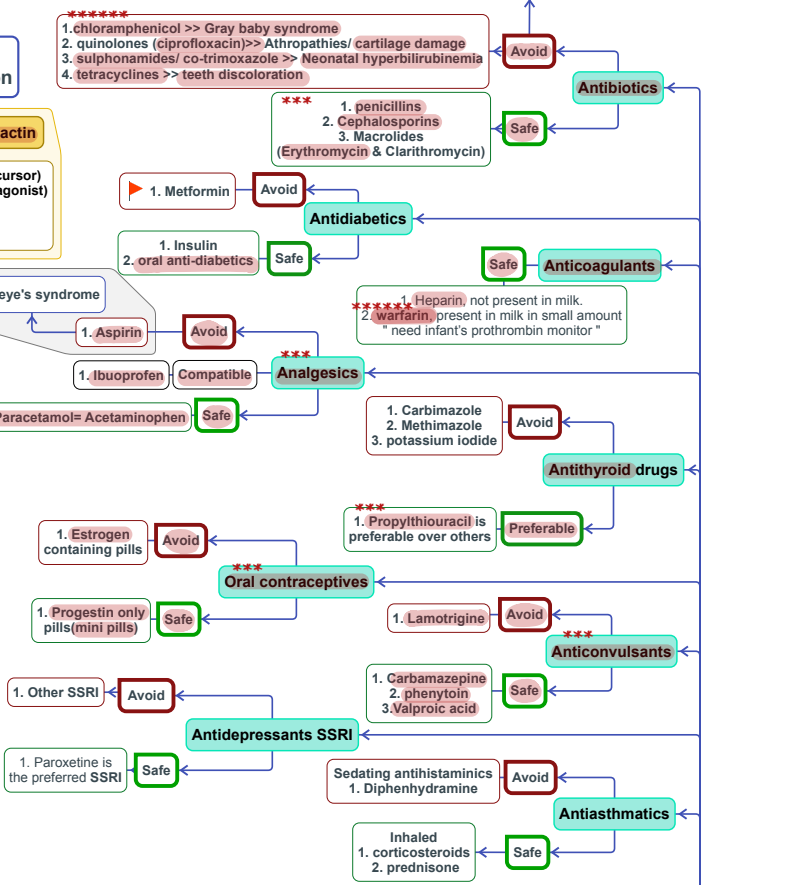 1.chloramphenicol >> Gray baby syndrome
2. quinolones (ciprofloxacin)>> Athropathies/ cartilage damage
3. sulphonamides/ co-trimoxazole >> Neonatal hyperbilirubinemia
4. tetracyclines >> teeth discoloration
Avoid
Antibiotics
1. penicillins
2. Cephalosporins
3. Macrolides
(Erythromycin & Clarithromycin)
Safe
1. Metformin
Avoid
Antidiabetics
1. Insulin
2. oral anti-diabetics
Safe
Safe
Anticoagulants
1. Heparin, not present in milk.
2. warfarin, present in milk in small amount
" need infant's prothrombin monitor "
eye's syndrome
1. Aspirin
Avoid
1. Ibuoprofen
Compatible
Analgesics
Paracetamol= Acetaminophen
Safe
1. Carbimazole
2. Methimazole
3. potassium iodide
Avoid
Antithyroid drugs
1. Propylthiouracil is
preferable over others
Preferable
1. Estrogen
containing pills
Avoid
Oral contraceptives
1. Progestin only
pills(mini pills)
Safe
1. Lamotrigine
Avoid
Anticonvulsants
1. Carbamazepine
2. phenytoin
3.Valproic acid
Safe
1. Other SSRI
Avoid
Antidepressants SSRI
1. Paroxetine is
the preferred SSRI
Safe
Sedating antihistaminics
1. Diphenhydramine
Avoid
Antiasthmatics
Inhaled
1. corticosteroids
2. prednisone
Safe
on
actin
cursor)
agonist)